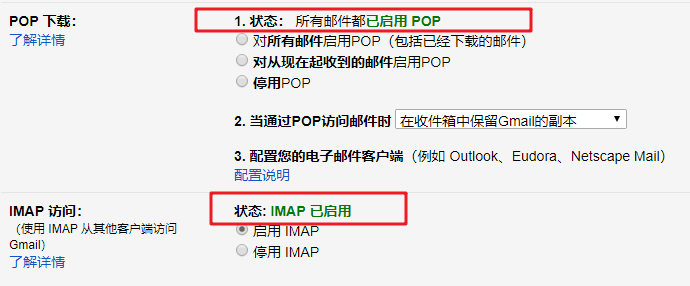 POP 下载：
了解详情
1. 状态： 所有邮件都已启用 POP
对所有邮件启用POP（包括已经下载的邮件）
对从现在起收到的邮件启用POP
停用POP
2. 当通过POP访问邮件时 在收件箱中保留Gmail的副本
3. 配置您的电子邮件客户端（例如 Outlook、Eudora、Netscape Mail）
配置说明
IMAP 访问：
（使用 IMAP 从其他客户端访问
Gmail）
了解详情
状态: IMAP 已启用
启用 IMAP
停用 IMAP